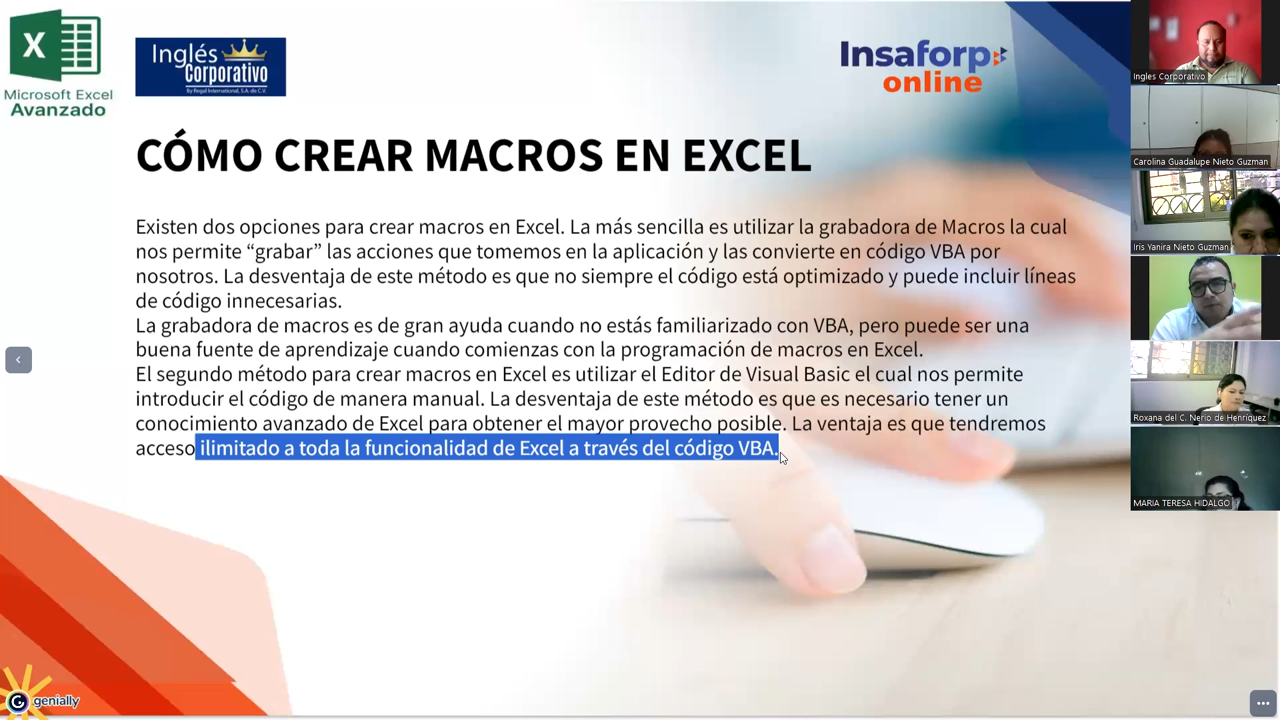 Microsoft Excel
Avanzado
Inglés
Corporativo
By Regal International, S.A. de C.V.
Insaforp
online
CÓMO CREAR MACROS EN EXCEL
Existen dos opciones para crear macros en Excel. La más sencilla es utilizar la grabadora de Macros la cual
nos permite “grabar” las acciones que tomemos en la aplicación y las convierte en código VBA por
nosotros. La desventaja de este método es que no siempre el código está optimizado y puede incluir líneas
de código innecesarias.
La grabadora de macros es de gran ayuda cuando no estás familiarizado con VBA, pero puede ser una
buena fuente de aprendizaje cuando comienzas con la programación de macros en Excel.
El segundo método para crear macros en Excel es utilizar el Editor de Visual Basic el cual nos permite
introducir el código de manera manual. La desventaja de este método es que es necesario tener un
conocimiento avanzado de Excel para obtener el mayor provecho posible. La ventaja es que tendremos
acceso ilimitado a toda la funcionalidad de Excel a través del código VBA.
genially
Ingles Corporativo
Carolina Guadalupe Nieto Guzman
Iris Yanira Nieto Guzman
Roxana del C. Nerio de Henriquez
MARIA TERESA HIDALGO